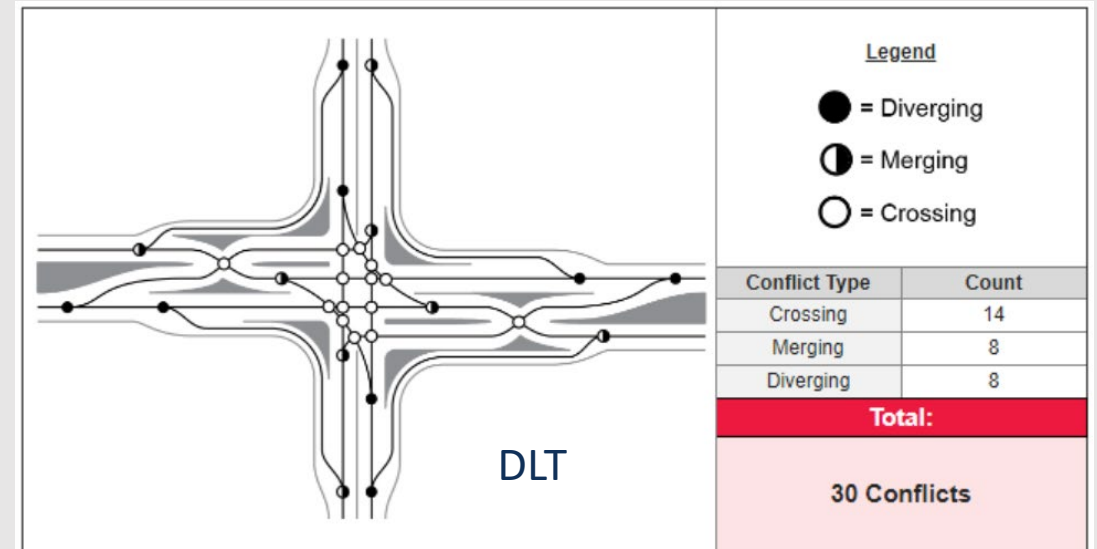 DLT
Legend
= Diverging
= Merging
= Crossing
Conflict Type Count
Crossing 14
Merging 8
Diverging 8
Total:
30 Conflicts